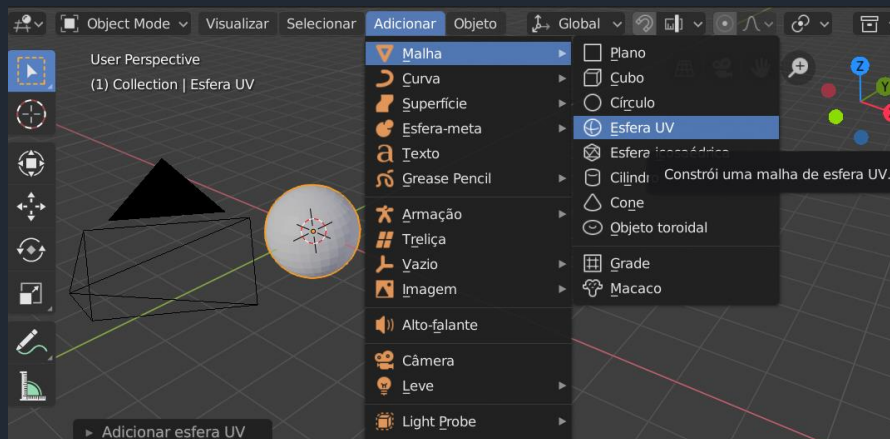 Object Mode Visualizar Selecionar Adicionar Objeto Global
User Perspective
(1) Collection | Esfera UV
Malha
Curva
Superfície
Esfera-meta
Texto
Grease Pencil
Armação
Treliça
Vazio
Imagem
Alto-falante
Câmera
Leve
Light Probe
Plano
Cubo
Círculo
Esfera UV
Esfera
Cilindr
Cone
Objeto toroidal
Grade
Macaco
Constrói uma malha de esfera UV.
Z
Y
Adicionar esfera UV